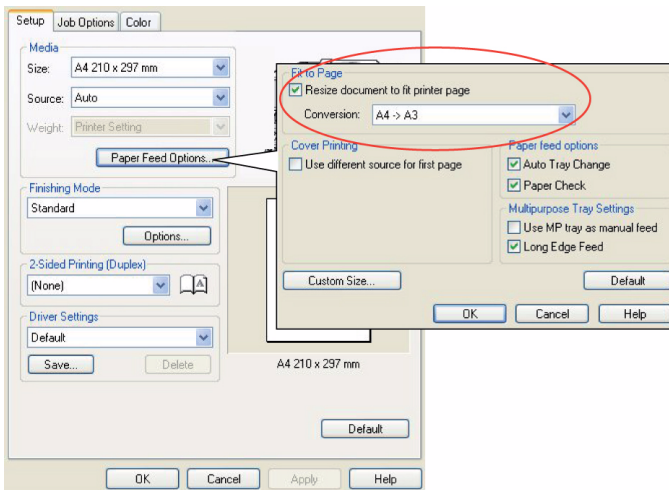 Setup
Job Options
Color
Media
Size:
A4 210 x 297 mm
Source:
Auto
Weight:
Printer Setting
Paper Feed Options...
Finishing Mode
Standard
Options...
2-Sided Printing (Duplex)
(None)
A
Driver Settings
Default
Save...
Delete
A4 210 x 297 mm
Default
OK
Cancel
Apply
Help
Fit to Page
Resize document to fit printer page
Conversion:
A4 -> A3
Cover Printing
Use different source for first page
Paper feed options
Auto Tray Change
Paper Check
Multipurpose Tray Settings
Use MP tray as manual feed
Long Edge Feed
Custom Size...
Default
OK
Cancel
Help